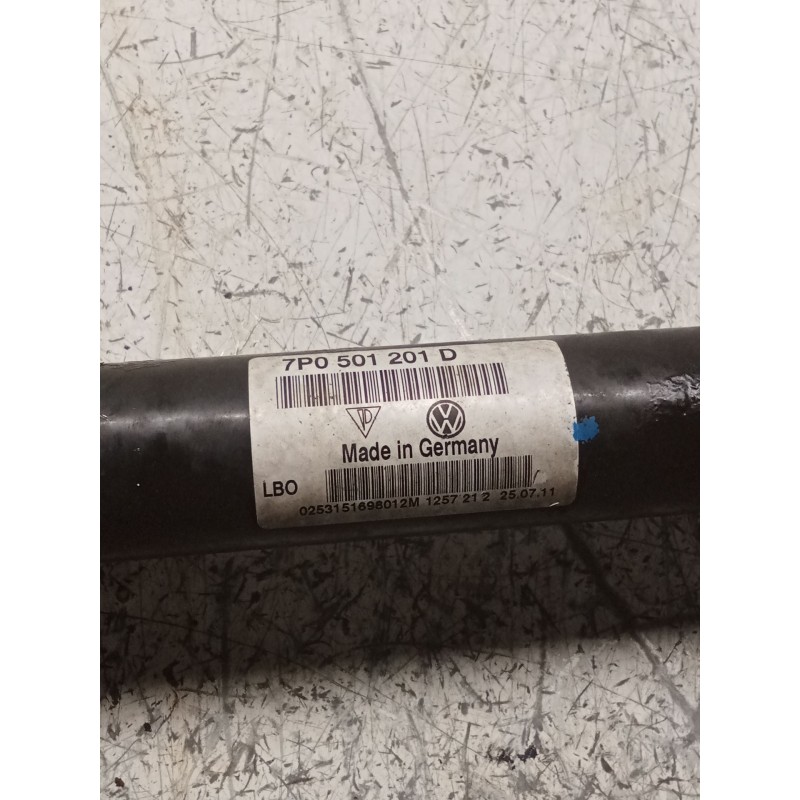 7P0 501 201 D
Made in Germany
LBO
0253151698012M 1257 21 2 25.07.11